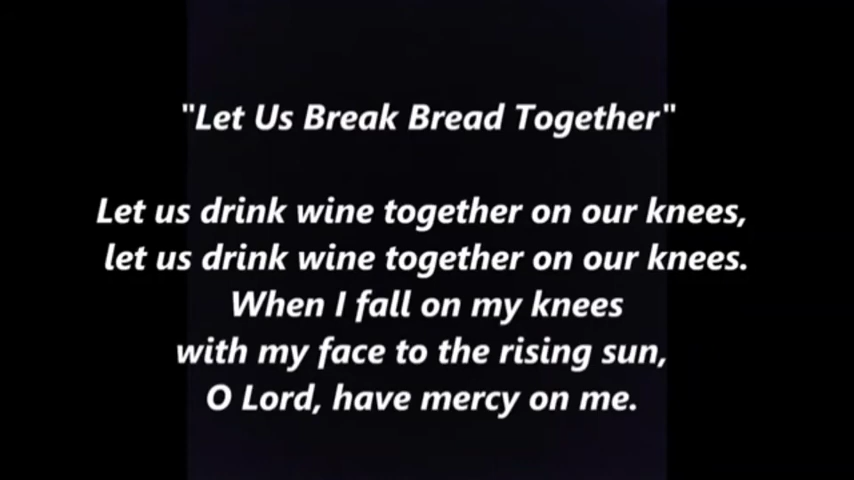 "Let Us Break Bread Together"
Let us drink wine together on our knees,
let us drink wine together on our knees.
When I fall on my knees
with my face to the rising sun,
O Lord, have mercy on me.